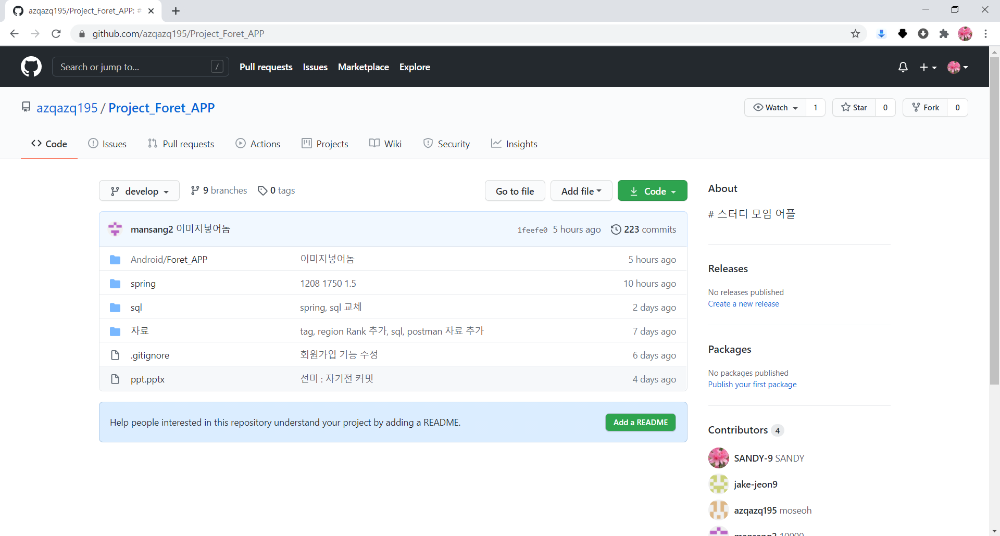 azqazq195/Project_Foret_APP: #
github.com/azqazq195/Project_Foret_APP
Search or jump to... /
Pull requests Issues Marketplace Explore
azqazq195 / Project_Foret_APP
Watch 1 Star 0 Fork 0
Code Issues Pull requests Actions Projects Wiki Security Insights
develop 9 branches 0 tags Go to file Add file Code
mansang2 이미지넣어놈 1feefe0 5 hours ago 223 commits
Android/Foret_APP 이미지넣어놈 5 hours ago
spring 1208 1750 1.5 10 hours ago
sql spring, sql 교체 2 days ago
자료 tag, region Rank 추가, sql, postman 자료 추가 7 days ago
.gitignore 회원가입 기능 수정 6 days ago
ppt.pptx 선미 : 자기전 커밋 4 days ago
Help people interested in this repository understand your project by adding a README. Add a README
About
# 스터디 모임 어플
Releases
No releases published
Create a new release
Packages
No packages published
Publish your first package
Contributors 4
SANDY-9 SANDY
jake-jeon9
azqazq195 moseoh
mansang2 10000